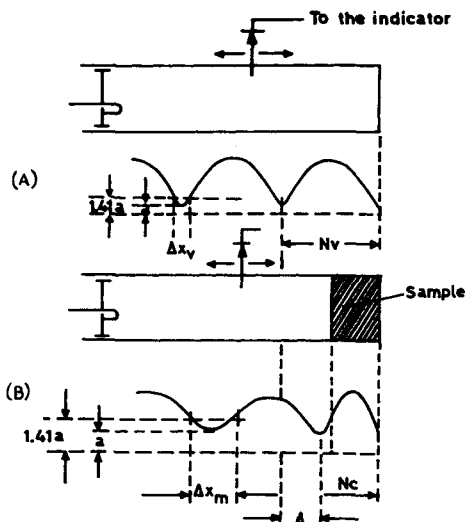 To the indicator
(A)
1.41a
Δx_v
Nv
Sample
(B)
1.41a
a
Δx_m
Nc
Δ